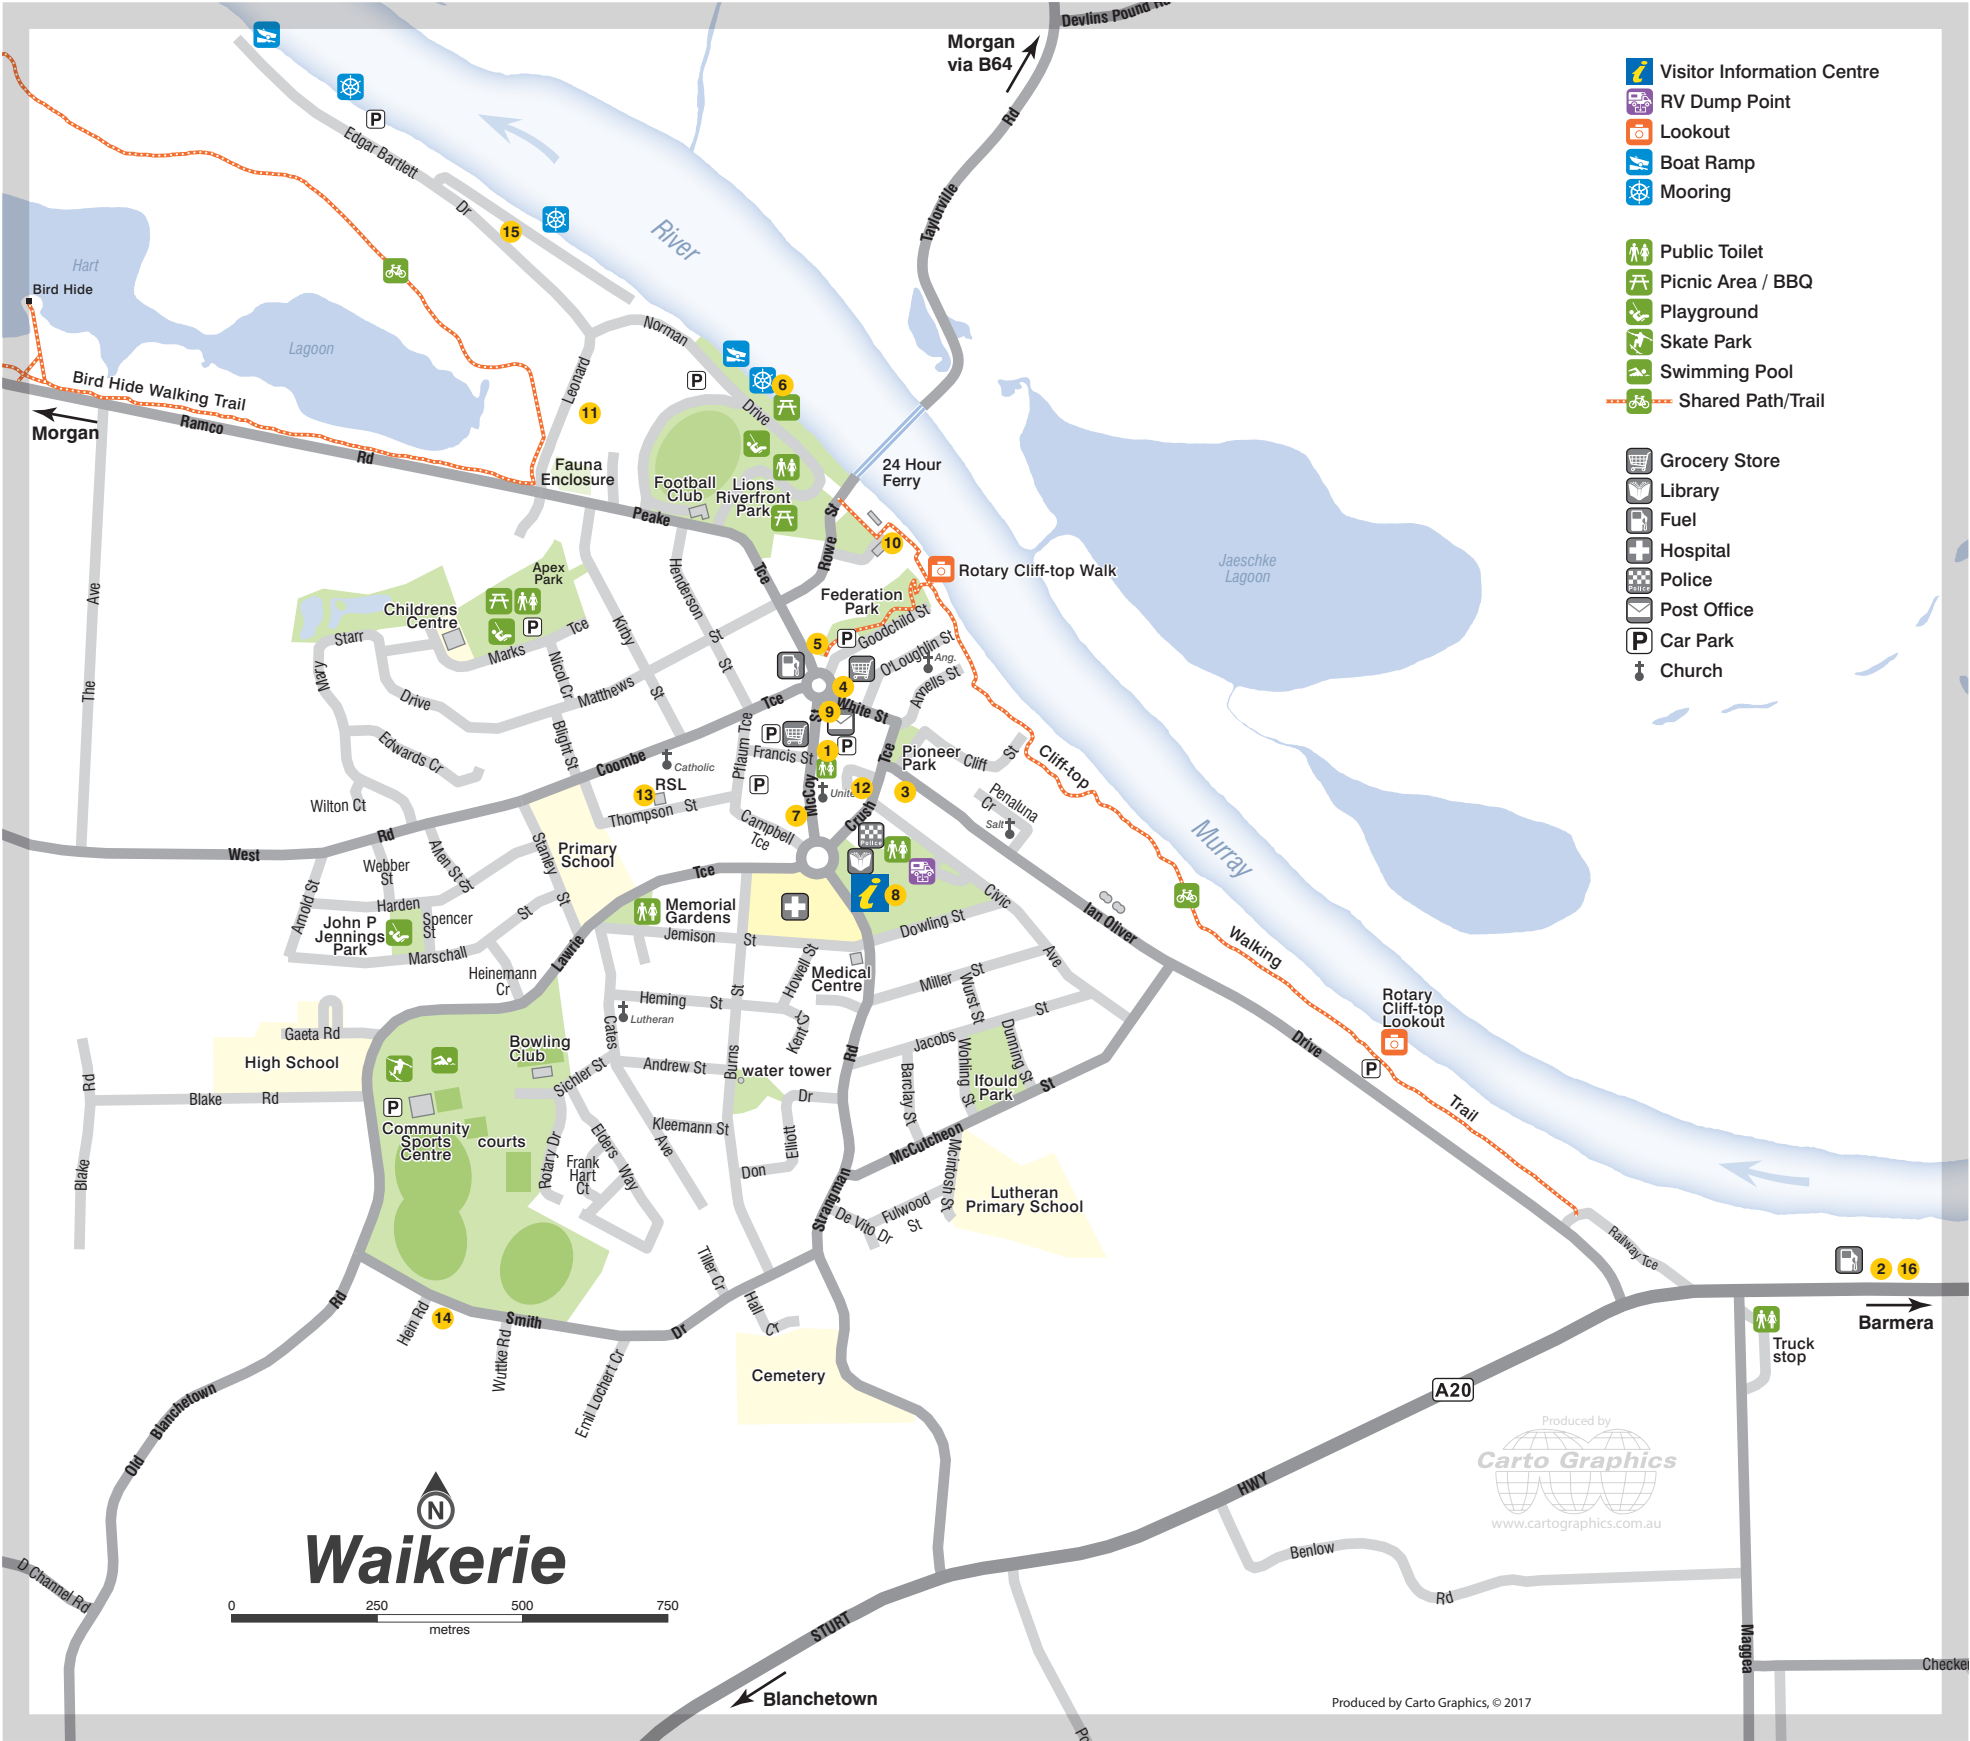 Devlins Pound
Morgan
via B64
Rd
Taylorville
Visitor Information Centre
RV Dump Point
Lookout
Boat Ramp
Mooring
Public Toilet
Picnic Area / BBQ
Playground
Skate Park
Swimming Pool
Shared Path/Trail
Grocery Store
Library
Fuel
Hospital
Police
Police
Post Office
P
Car Park
Church
P
Edgar Bartlett
Dr
15
River
Hart
Bird Hide
Lagoon
Bird Hide Walking Trail
Morgan
Ramco
Rd
Leonard
Norman
P
11
6
Drive
Fauna
Enclosure
Football
Club
Lions
Riverfront
Park
24 Hour
Ferry
Peake
Tce
Rowe
St
10
Rotary Cliff-top Walk
Jaeschke
Lagoon
The
Ave
Apex
Park
Childrens
Centre
P
Starr
Marks
Tce
Mary
Drive
Nicol Cr
Kirby
St
Henderson
St
St
Matthews
Federation
Park
5
P
Goodchild St
O'Loughlin St
Ang.
Annells St
4
9
White St
St
Tce
Coombe
Catholic
Blight St
Edwards Cr
Wilton Ct
Pflaum Tce
P
Francis St
1
P
P
McCoy
7
12
3
Crush
Tce
Pioneer
Park
Cliff
St
Penaluna
Cr
Salt
13
RSL
Thompson
St
Campbell
Tce
Cliff-top
Walking
Trail
Murray
West
Rd
Primary
School
Stanley
St
Webber
St
Allen St
St
Arnold St
Harden
John P
Jennings
Park
Spencer
St
Marschall
St
Heinemann
Cr
Lawrie
Tce
Memorial
Gardens
Jemison
St
Police
8
Dowling St
Civic
Ave
Ian Oliver
Drive
Howell St
Medical
Centre
Miller
St
Wurst St
Heming
St
Lutheran
Cates
Ave
Burns
St
Kent
Ct
Jacobs
St
Wohling
St
Dunning St
Ifould
Park
Barclay St
McCutcheon
St
Rotary
Cliff-top
Lookout
P
Gaeta Rd
High School
Blake
Rd
Rd
Blake
Bowling
Club
Sichler St
Andrew St
water tower
Rd
Dr
Elliott
Kleemann St
Don
P
Community
Sports
Centre
courts
Rotary Dr
Elders
Way
Frank
Hart
Ct
Strangman
De Vito Dr
Fulwood
St
Mcintosh St
Lutheran
Primary School
Tiller Cr
Hall
Cr
Smith
Dr
14
Hein Rd
Wuttke Rd
Emil Lochert Cr
Cemetery
Old
Blanchetown
Rd
Railway Tce
2
16
Barmera
Truck
stop
A20
HWY
STURT
Produced by
Carto Graphics
www.cartographics.com.au
Benlow
Rd
Maggea
Checke
D Channel Rd
N
Waikerie
0
250
500
750
metres
Blanchetown
Produced by Carto Graphics, © 2017